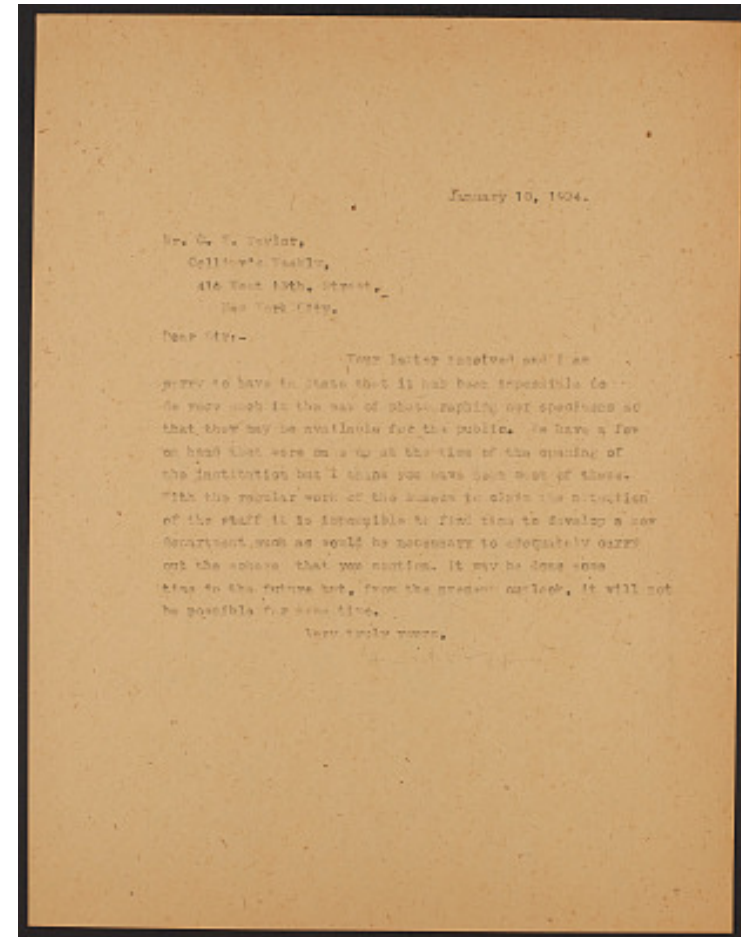 January 10, 1904.
Mr. C. Taylor,
Collier's Weekly,
416 West 13th. Street,
New York City.
Dear Sir:-
Your letter received and I am
sorry to have to state that it has been impossible to
do very much in the way of photographing our specimens so
that they may be available for the public. We have a few
on hand that were made up at the time of the opening of
the institution but I think you have seen most of these.
With the regular work of the museum to claim the attention
of the staff it is impossible to find time to develop a new
department such as would be necessary to adequately carry
out the scheme that you mention. It may be done some
time in the future but, from the present outlook, it will not
be possible for some time.
Very truly yours,